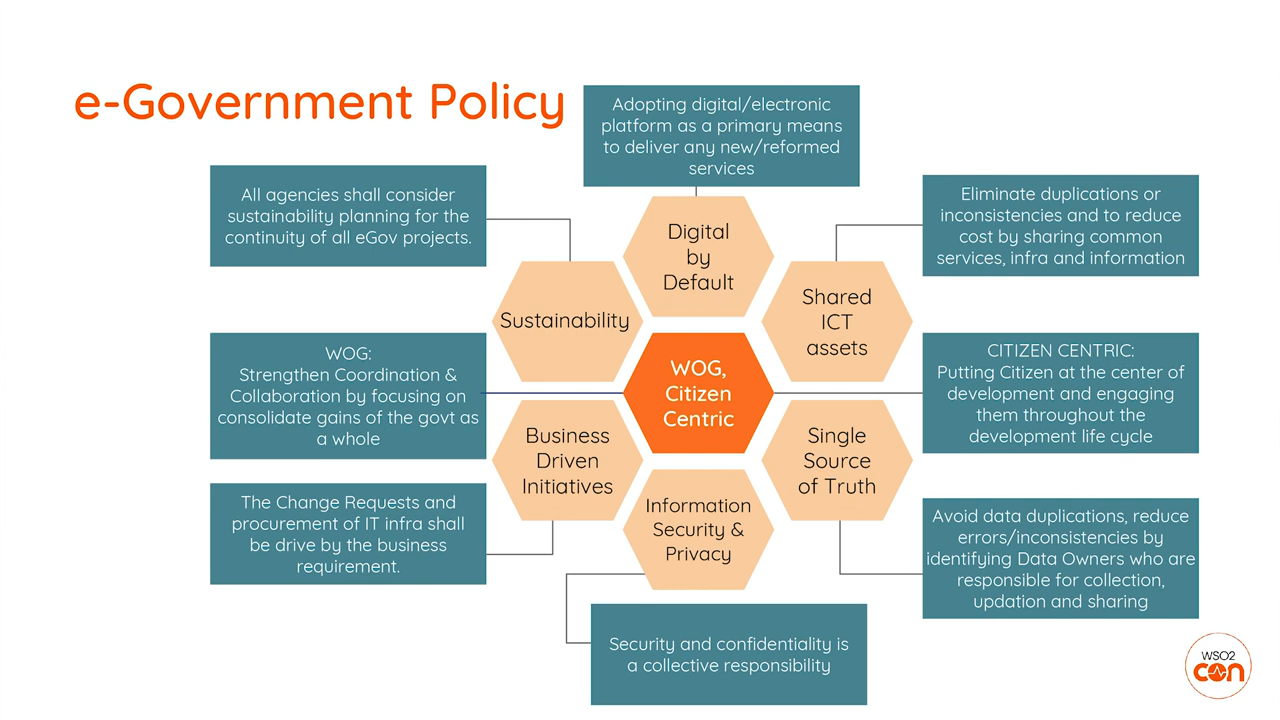 e-Government Policy
Adopting digital/electronic
platform as a primary means
to deliver any new/reformed
services
All agencies shall consider
sustainability planning for the
continuity of all eGov projects.
Eliminate duplications or
inconsistencies and to reduce
cost by sharing common
services, infra and information
Digital
by
Default
Sustainability
Shared
ICT
assets
WOG:
Strengthen Coordination &
Collaboration by focusing on
consolidate gains of the govt as
a whole
WOG,
Citizen
Centric
CITIZEN CENTRIC:
Putting Citizen at the center of
development and engaging
them throughout the
development life cycle
Business
Driven
Initiatives
Single
Source
of Truth
Information
Security &
Privacy
The Change Requests and
procurement of IT infra shall
be drive by the business
requirement.
Avoid data duplications, reduce
errors/inconsistencies by
identifying Data Owners who are
responsible for collection,
updation and sharing
Security and confidentiality is
a collective responsibility
WSO2
con